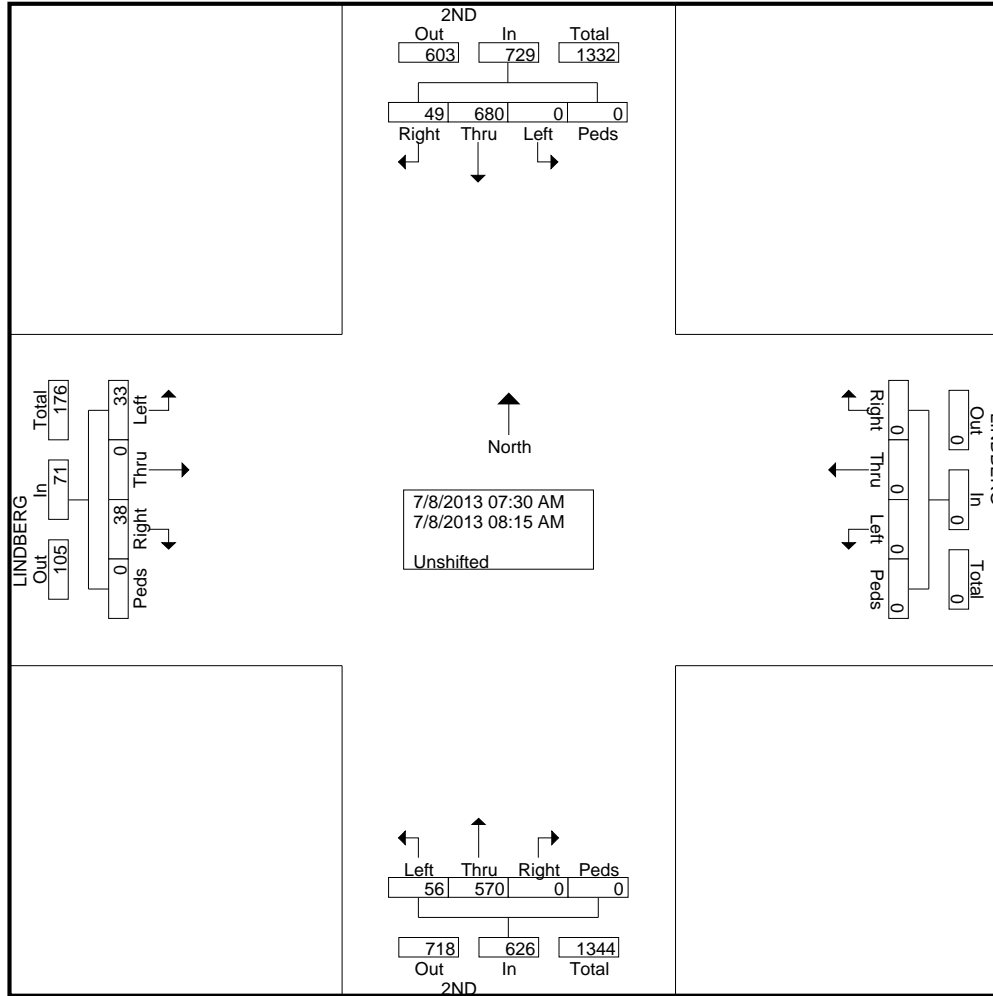 2ND
Out In Total
603 729 1332
49 680 0 0
Right Thru Left Peds
LINDBERG
Total In Out
176 71 105
33 0 38 0
Left Thru Right Peds
North
7/8/2013 07:30 AM
7/8/2013 08:15 AM
Unshifted
Right Thru Left Peds
0 0 0 0
Out In Total
0 0 0
LINDBERG
Left Thru Right Peds
56 570 0 0
718 626 1344
Out In Total
2ND